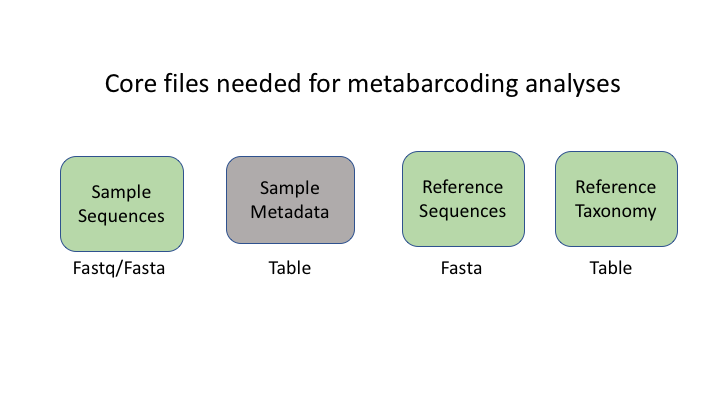 Core files needed for metabarcoding analyses
Sample
Sequences
Fastq/Fasta
Sample
Metadata
Table
Reference
Sequences
Fasta
Reference
Taxonomy
Table